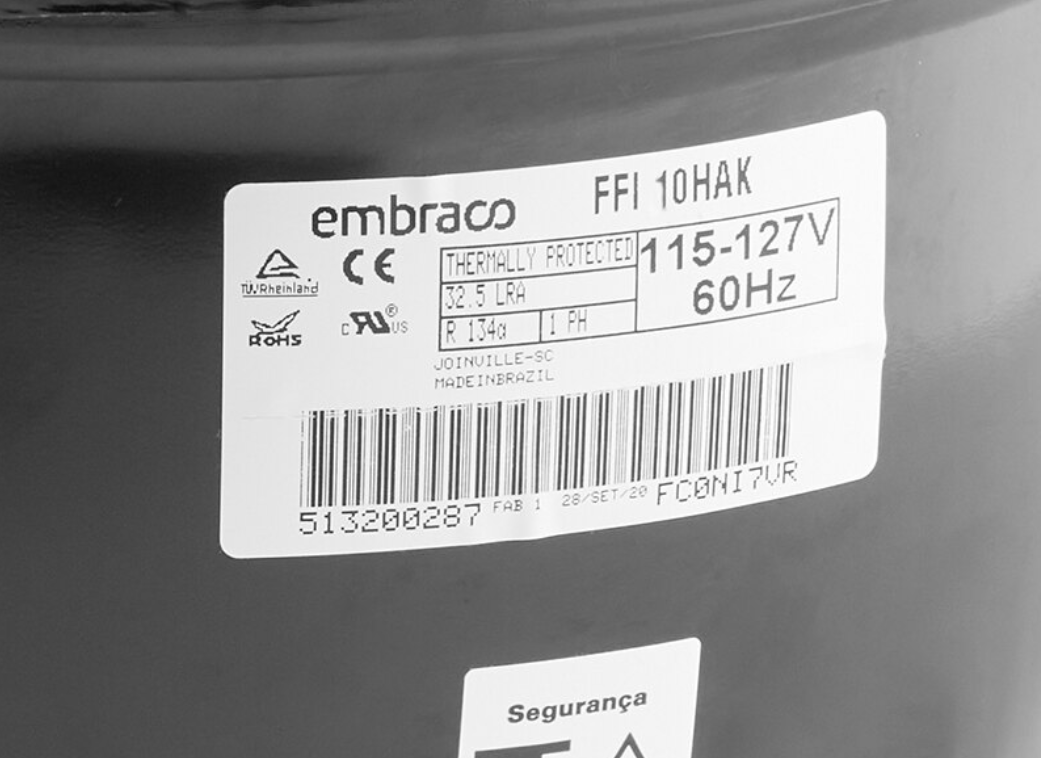 embraco FFI 10HAK
TÜVRheinland
CE
RoHS
C RU ® US
THERMALLY PROTECTED
32.5 LRA
R 134a 1 PH
115-127V
60Hz
JOINVILLE-SC
MADEINBRAZIL
513200287 FAB 1 28/SET/20 FC0NI7VR
Segurança